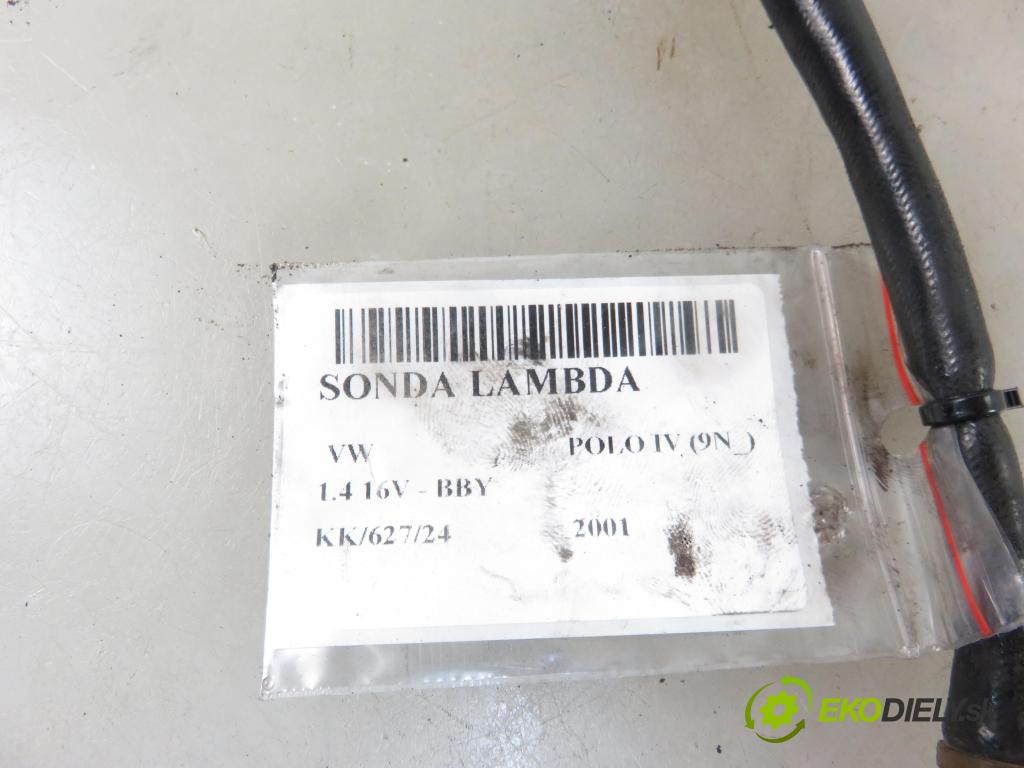 SONDA LAMBDA
VW POLO IV (9N_)
1.4 16V - BBY
KK/627/24 2001
EKODIELY.sk